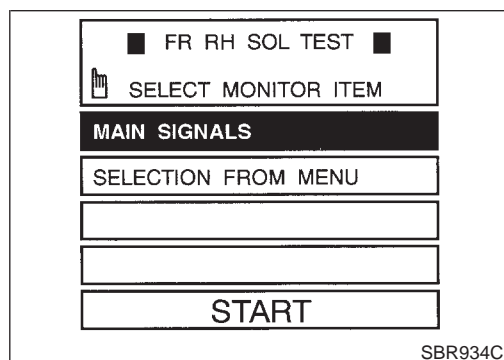 ■ FR RH SOL TEST ■
SELECT MONITOR ITEM
MAIN SIGNALS
SELECTION FROM MENU
START
SBR934C